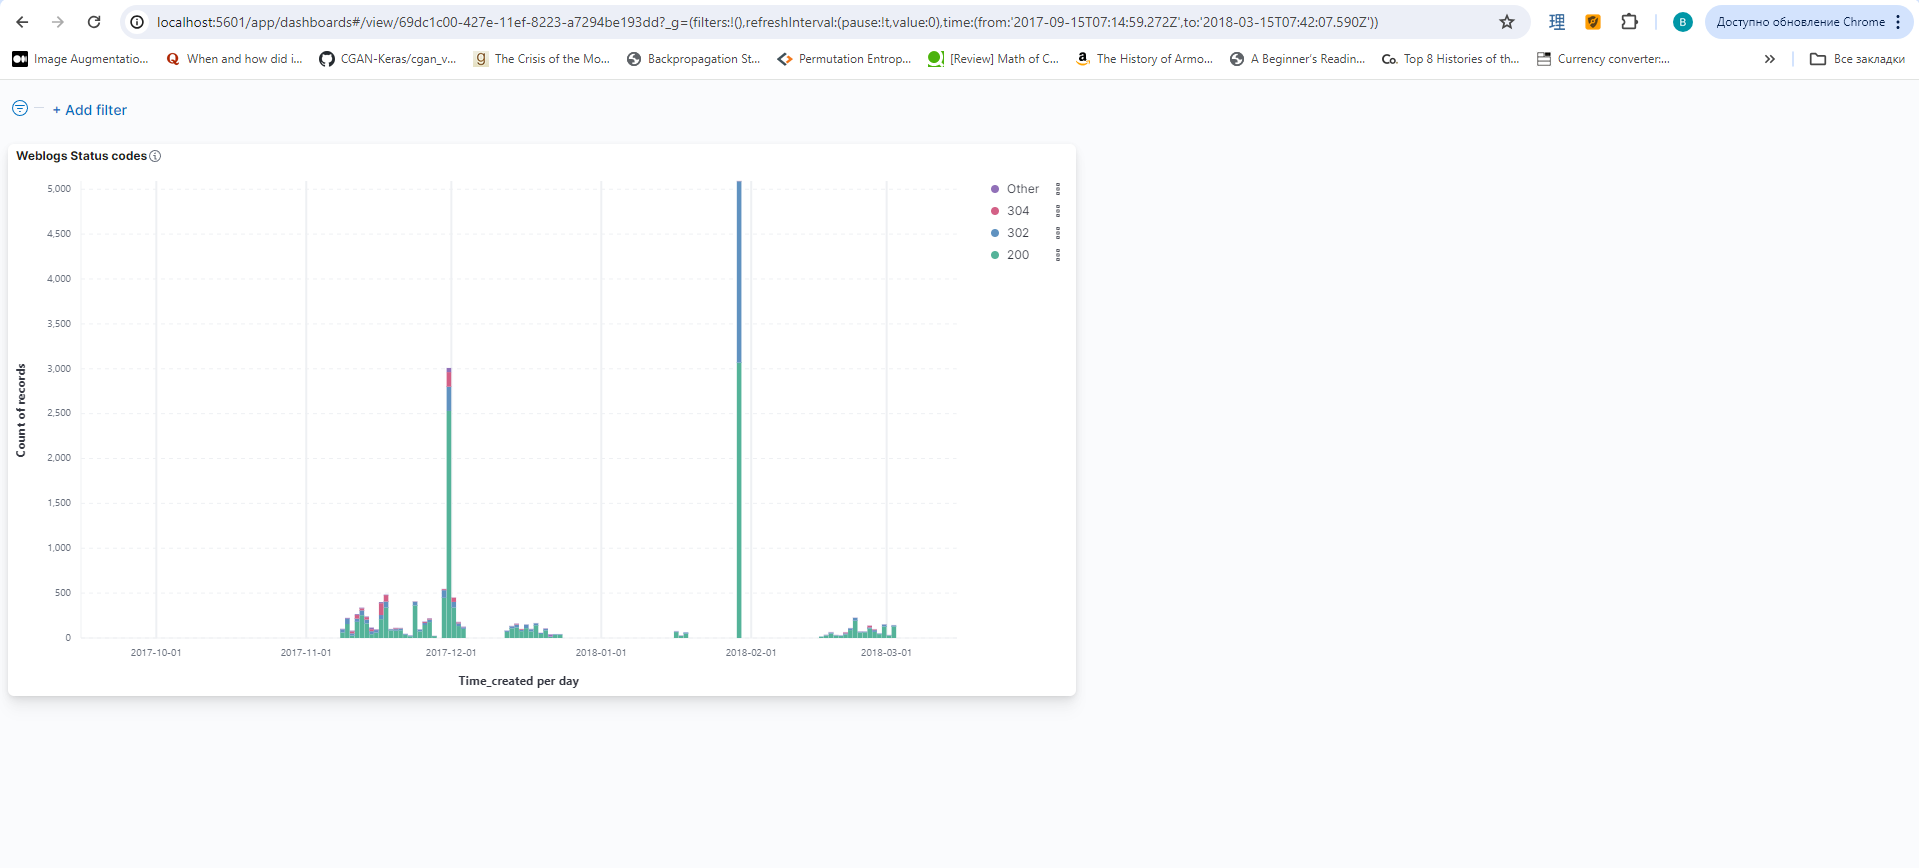 localhost:5601/app/dashboards#/view/69dc1c00-427e-11ef-8223-a7294be193dd?_g=(filters:!(),refreshInterval:(pause:!t,value:0),time:(from:'2017-09-15T07:14:59.272Z',to:'2018-03-15T07:42:07.590Z'))
理
B
Доступно обновление Chrome
Image Augmentatio...
When and how did i...
CGAN-Keras/cgan_v...
The Crisis of the Mo...
Backpropagation St...
Permutation Entrop...
[Review] Math of C...
The History of Armo...
A Beginner's Readin...
Co. Top 8 Histories of th...
Currency converter:...
Все закладки
+ Add filter
Weblogs Status codes
5,000
4,500
4,000
3,500
3,000
2,500
2,000
1,500
1,000
500
0
Count of records
2017-10-01
2017-11-01
2017-12-01
2018-01-01
2018-02-01
2018-03-01
Time_created per day
Other
304
302
200